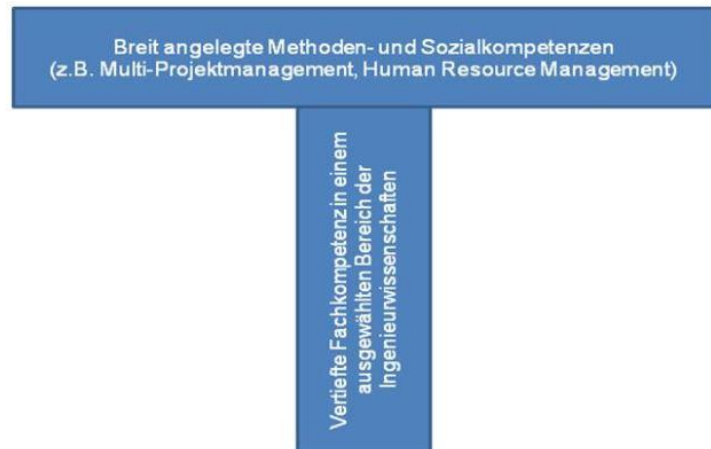 Breit angelegte Methoden- und Sozialkompetenzen
(z.B. Multi-Projektmanagement, Human Resource Management)
Vertiefte Fachkompetenz in einem
ausgewählten Bereich der
Ingenieurwissenschaften